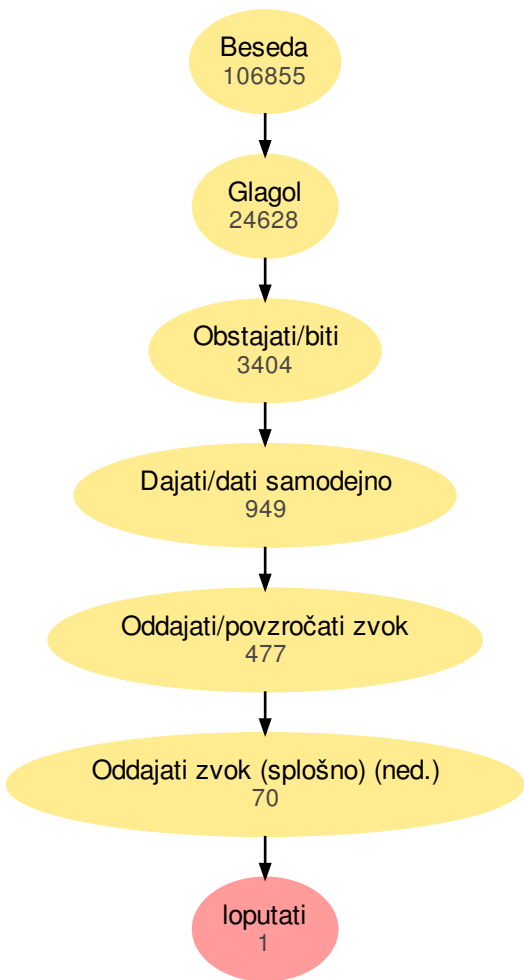 Beseda
106855
Glagol
24628
Obstajati/biti
3404
Dajati/dati samodejno
949
Oddajati/povzročati zvok
477
Oddajati zvok (splošno) (ned.)
70
loputati
1